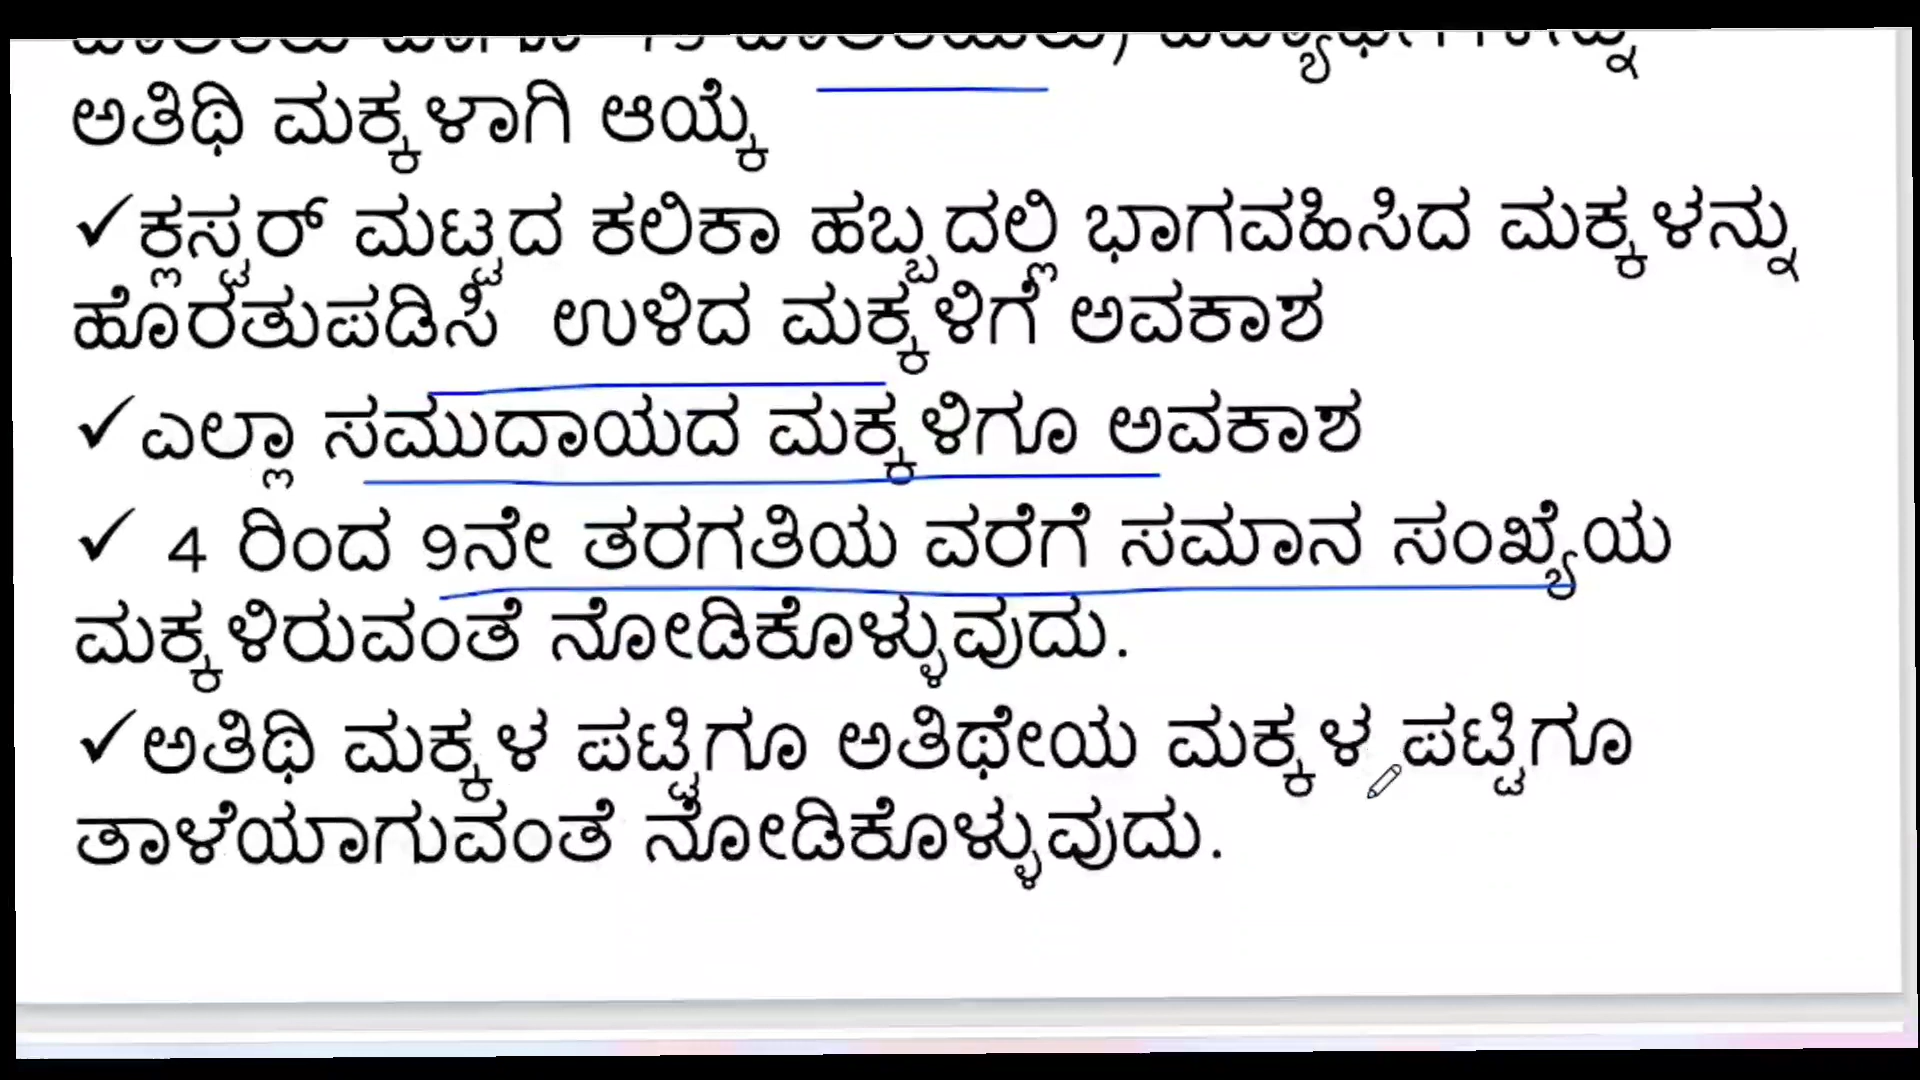 ಅತಿಥಿ ಮಕ್ಕಳಾಗಿ ಆಯ್ಕೆ
✓ಕ್ಲಸ್ಟರ್ ಮಟ್ಟದ ಕಲಿಕಾ ಹಬ್ಬದಲ್ಲಿ ಭಾಗವಹಿಸಿದ ಮಕ್ಕಳನ್ನು
ಹೊರತುಪಡಿಸಿ ಉಳಿದ ಮಕ್ಕಳಿಗೆ ಅವಕಾಶ
✓ಎಲ್ಲಾ ಸಮುದಾಯದ ಮಕ್ಕಳಿಗೂ ಅವಕಾಶ
✓ 4 ರಿಂದ 9ನೇ ತರಗತಿಯ ವರೆಗೆ ಸಮಾನ ಸಂಖ್ಯೆಯ
ಮಕ್ಕಳಿರುವಂತೆ ನೋಡಿಕೊಳ್ಳುವುದು.
✓ಅತಿಥಿ ಮಕ್ಕಳ ಪಟ್ಟಿಗೂ ಅತಿಥೇಯ ಮಕ್ಕಳ ಪಟ್ಟಿಗೂ
ತಾಳೆಯಾಗುವಂತೆ ನೋಡಿಕೊಳ್ಳುವುದು.